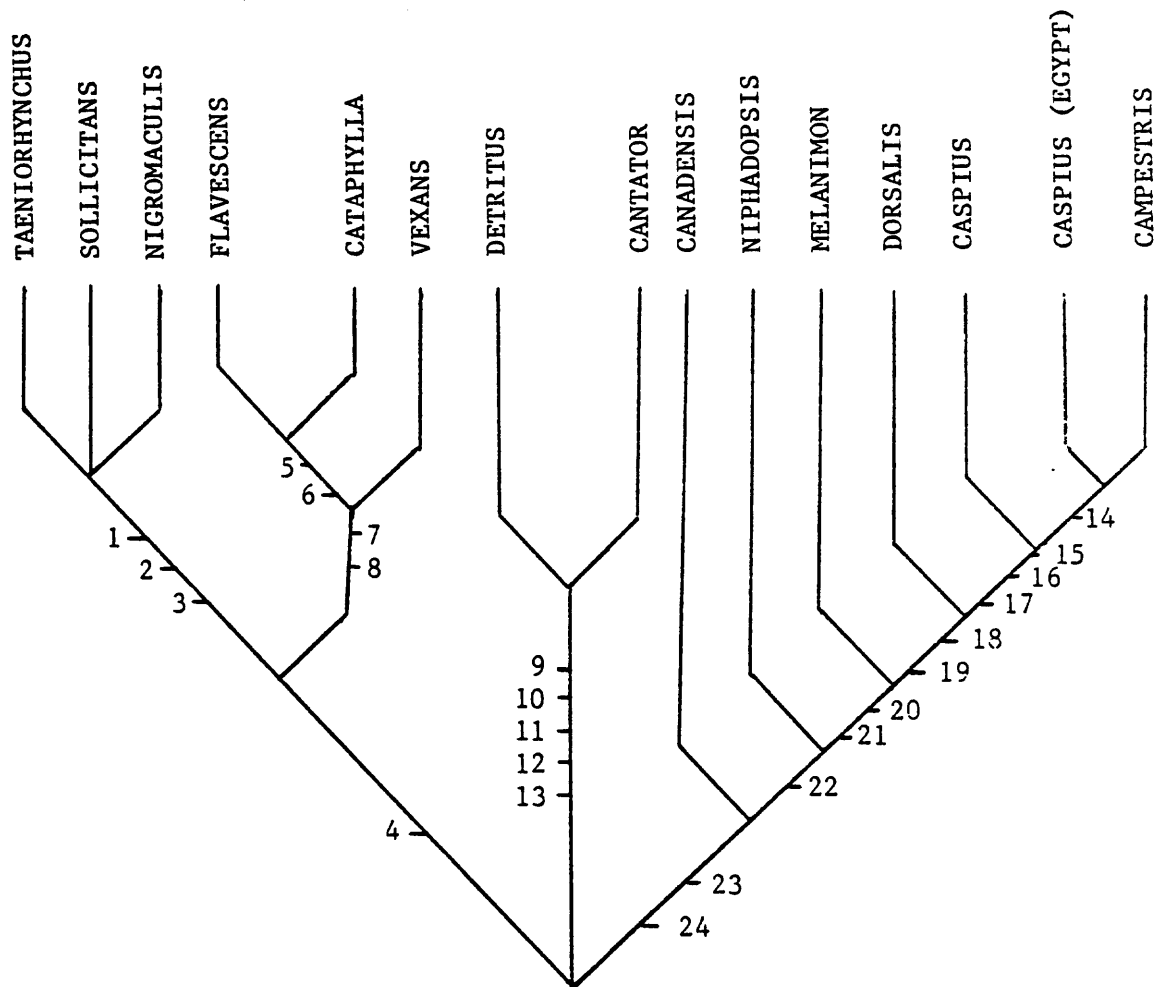 TAENIORHYNCHUS
SOLLICITANS
NIGROMACULIS
FLAVESCENS
CATAPHYLLA
VEXANS
DETRITUS
CANTATOR
CANADENSIS
NIPHADOPSIS
MELANIMON
DORSALIS
CASPIUS
CASPIUS (EGYPT)
CAMPESTRIS
1
2
3
4
5
6
7
8
9
10
11
12
13
14
15
16
17
18
19
20
21
22
23
24